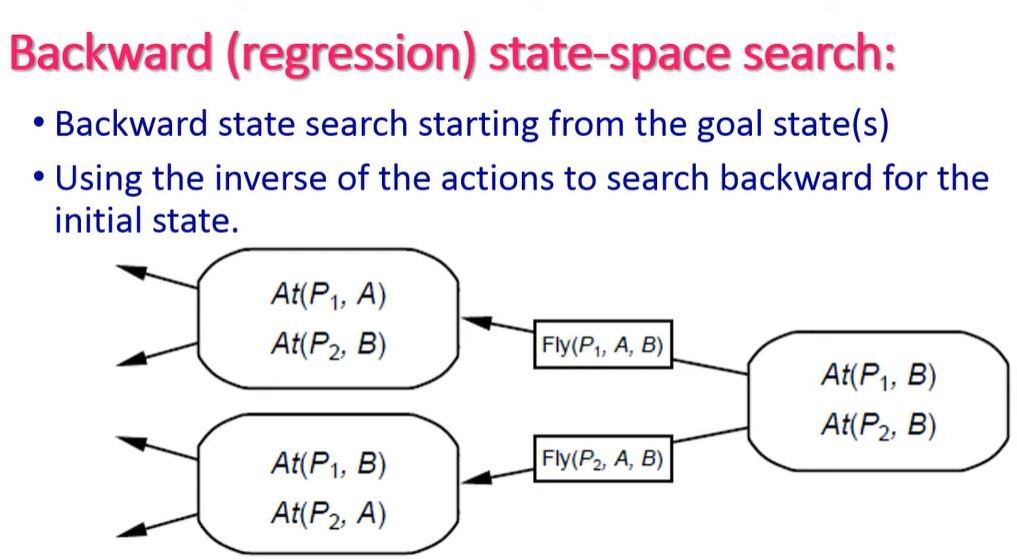 Backward (regression) state-space search:
• Backward state search starting from the goal state(s)
• Using the inverse of the actions to search backward for the
initial state.
At(P₁, A)
At(P₂, B)
Fly(P₁, A, B)
At(P₁, B)
At(P₂, B)
Fly(P₂, A, B)
At(P₁, B)
At(P₂, A)